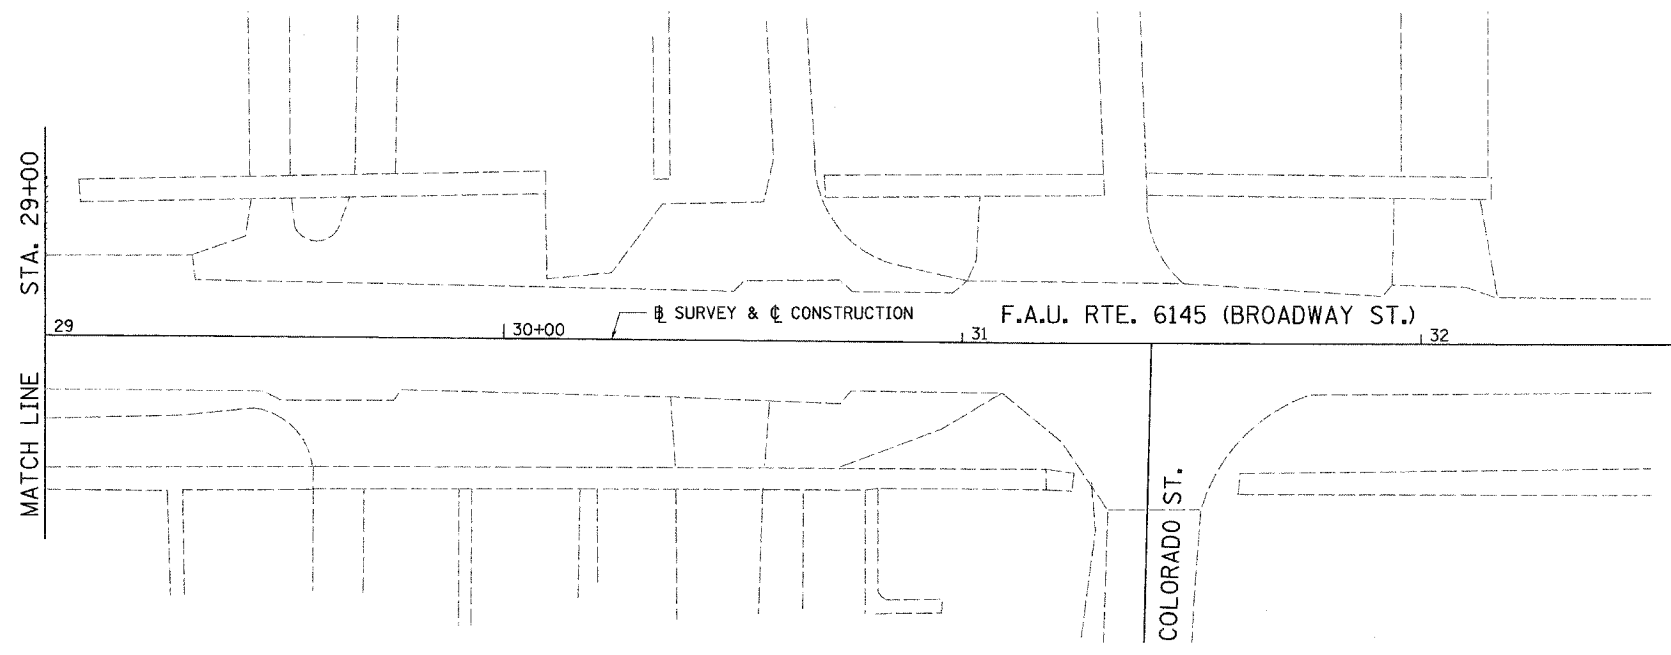 STA. 29+00
MATCH LINE
29
30+00
℄ SURVEY & ℄ CONSTRUCTION
F.A.U. RTE. 6145 (BROADWAY ST.)
31
32
COLORADO ST.